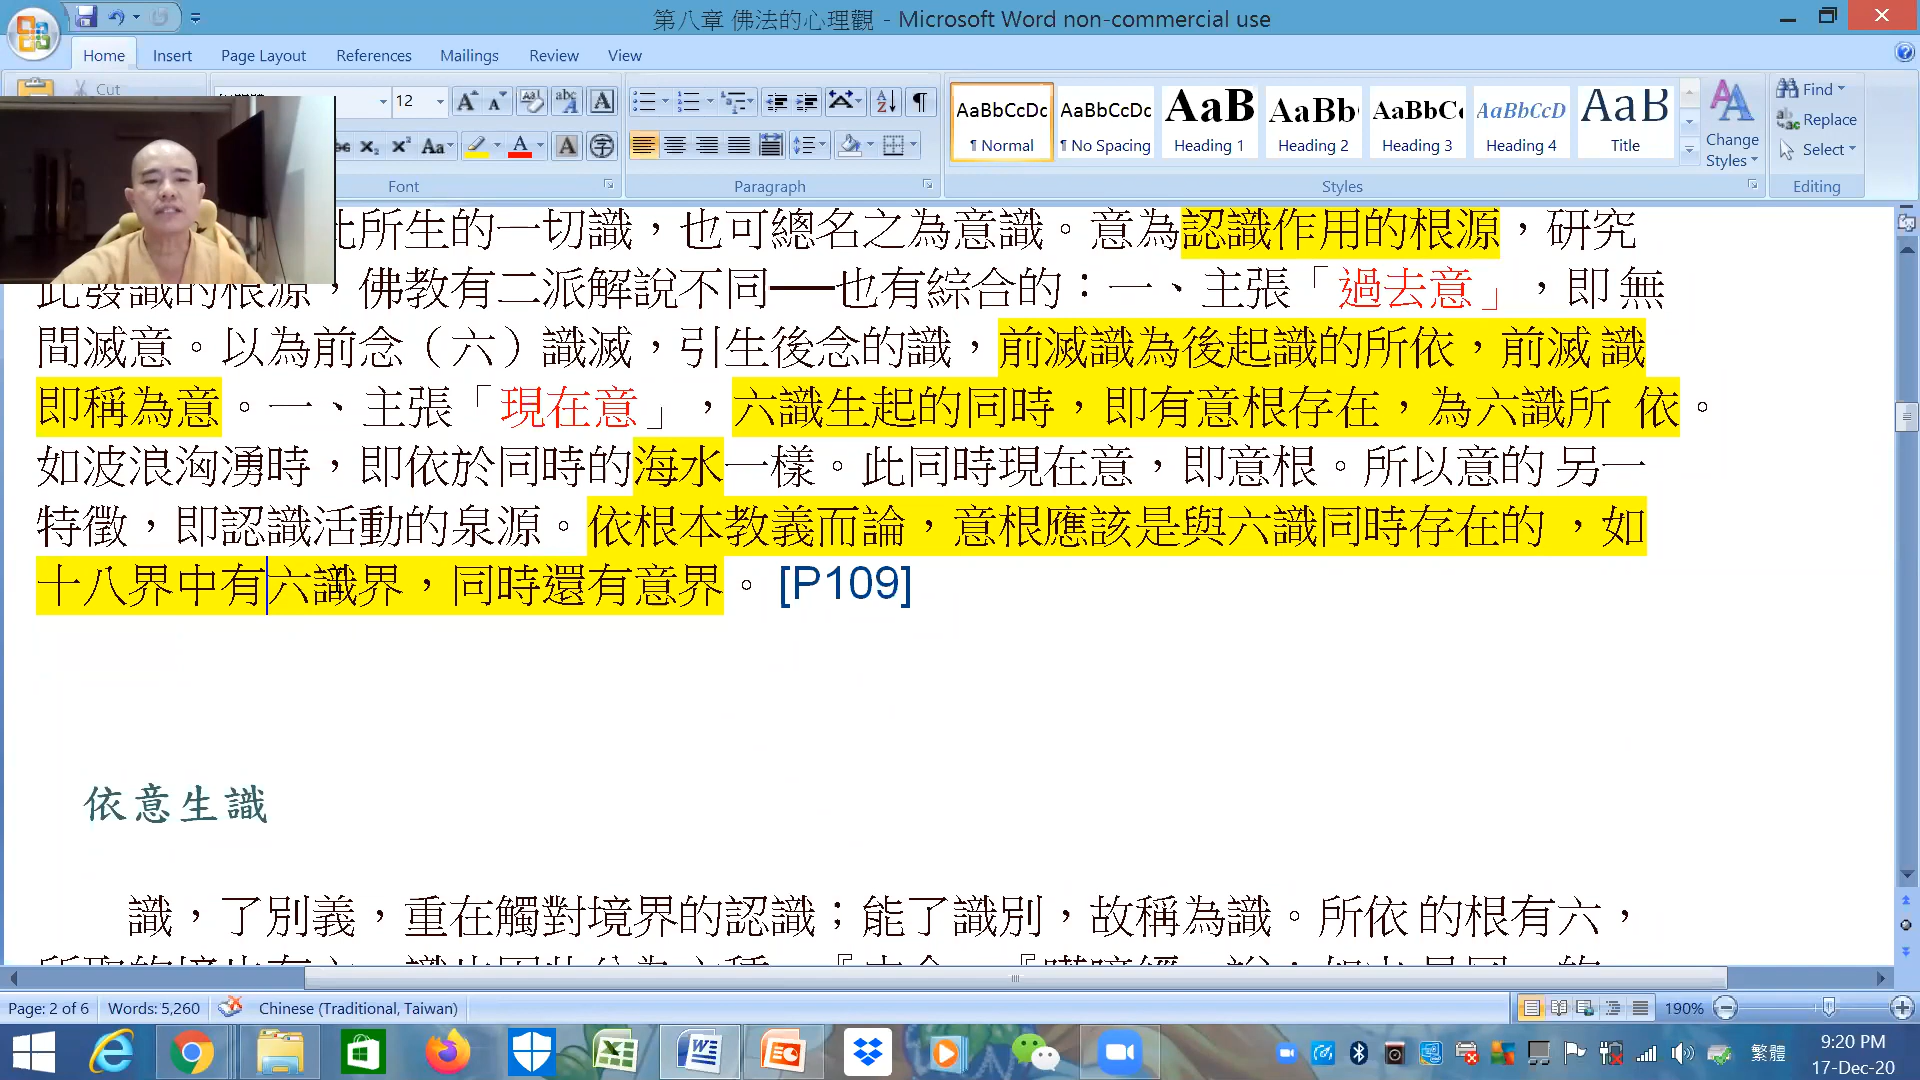 第八章 佛法的心理觀 - Microsoft Word non-commercial use
Home Insert Page Layout References Mailings Review View
Cut
12
AaBbCcDc AaBbCcDc AaB AaBb AaBbC AaBbCcD AaB
¶ Normal ¶ No Spacing Heading 1 Heading 2 Heading 3 Heading 4 Title
Change Styles
Find
Replace
Select
Font Paragraph Styles Editing
此所生的一切識，也可總名之為意識。意為認識作用的根源，研究
此發識的根源，佛教有二派解說不同──也有綜合的：一、主張「過去意」，即 無
間滅意。以為前念（六）識滅，引生後念的識，前滅識為後起識的所依，前滅 識
即稱為意。一、主張「現在意」，六識生起的同時，即有意根存在，為六識所 依。
如波浪洶湧時，即依於同時的海水一樣。此同時現在意，即意根。所以意的 另一
特徵，即認識活動的泉源。依根本教義而論，意根應該是與六識同時存在的 ，如
十八界中有六識界，同時還有意界。 [P109]
依意生識
識，了別義，重在觸對境界的認識；能了識別，故稱為識。所依 的根有六，
Page: 2 of 6 Words: 5,260 Chinese (Traditional, Taiwan) 190%
繁體
9:20 PM
17-Dec-20